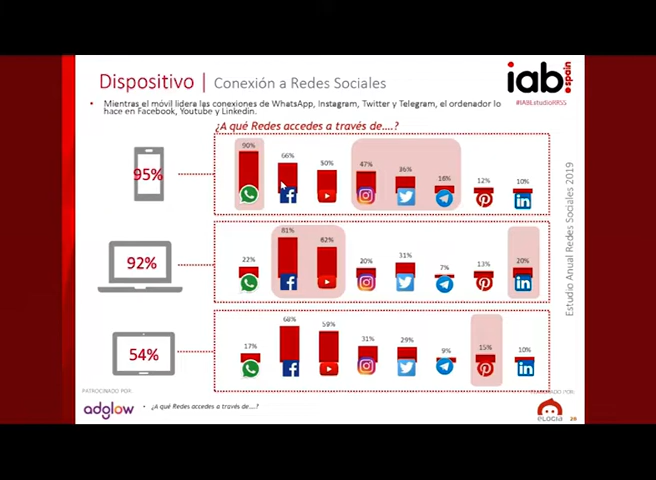 Dispositivo | Conexión a Redes Sociales
iab.
spain
#IABEstudioRRSS
• Mientras el móvil lidera las conexiones de WhatsApp, Instagram, Twitter y Telegram, el ordenador lo
hace en Facebook, Youtube y Linkedin.
¿A qué Redes accedes a través de….?
95%
90% 66% 50% 47% 36% 16% 12% 10%
92%
22% 81% 62% 20% 31% 7% 13% 20%
54%
17% 68% 59% 31% 29% 9% 15% 10%
Estudio Anual Redes Sociales 2019
PATROCINADO POR:
adglow
• ¿A qué Redes accedes a través de….?
POR:
elogia